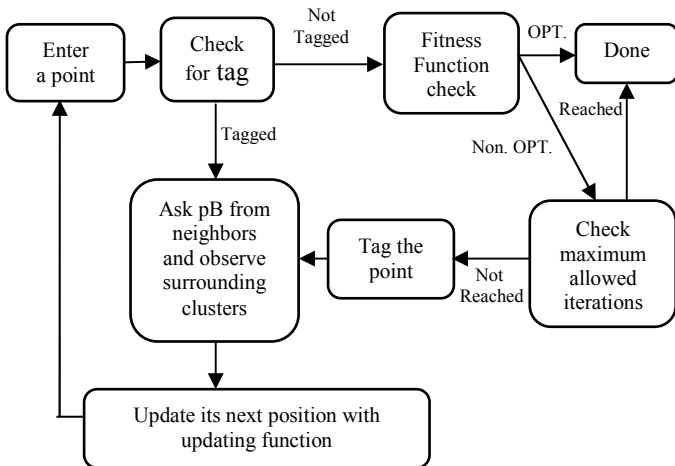 Enter
a point
Check
for tag
Not
Tagged
Fitness
Function
check
OPT.
Done
Reached
Tagged
Non. OPT.
Ask pB from
neighbors
and observe
surrounding
clusters
Tag the
point
Not
Reached
Check
maximum
allowed
iterations
Update its next position with
updating function